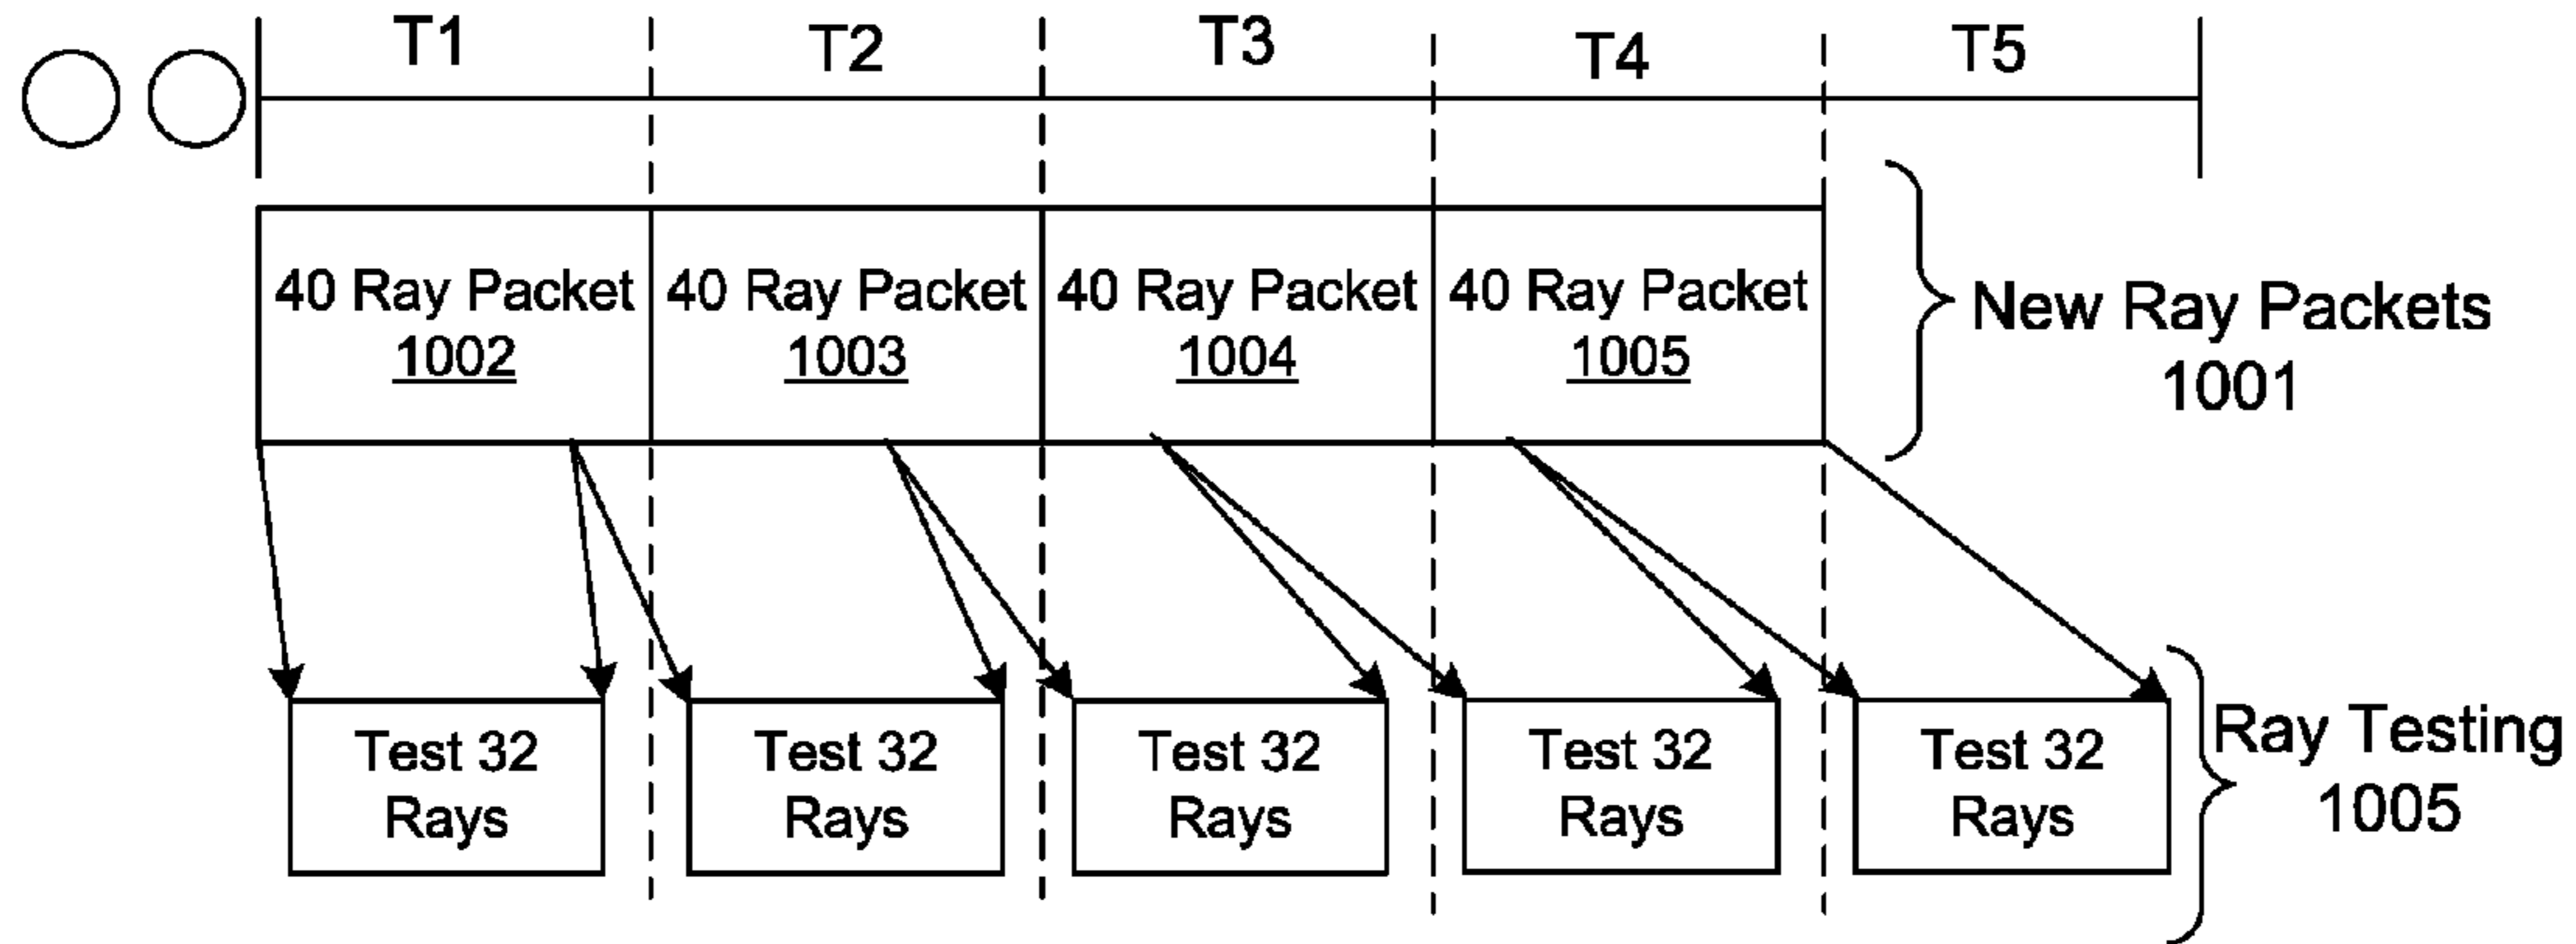 T1
T2
T3
T4
T5
40 Ray Packet
1002
40 Ray Packet
1003
40 Ray Packet
1004
40 Ray Packet
1005
New Ray Packets
1001
Test 32
Rays
Test 32
Rays
Test 32
Rays
Test 32
Rays
Test 32
Rays
Ray Testing
1005